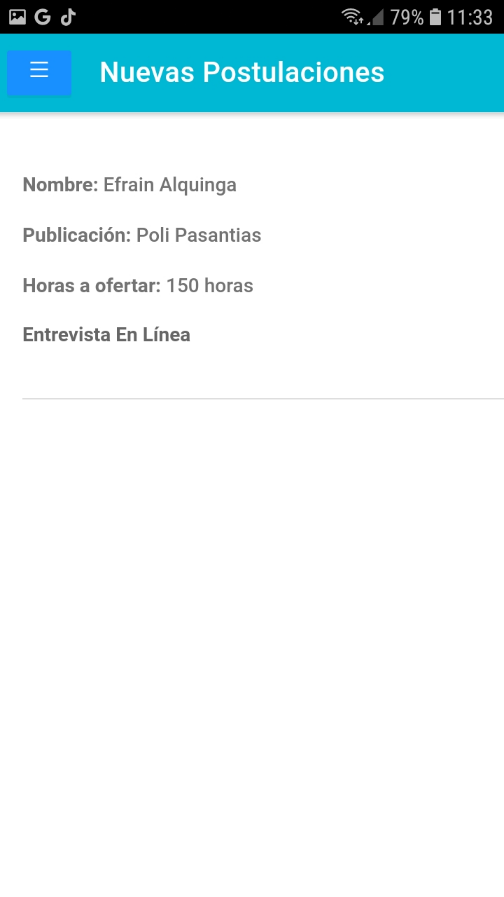 79% 11:33
Nuevas Postulaciones
Nombre: Efrain Alquinga
Publicación: Poli Pasantias
Horas a ofertar: 150 horas
Entrevista En Línea